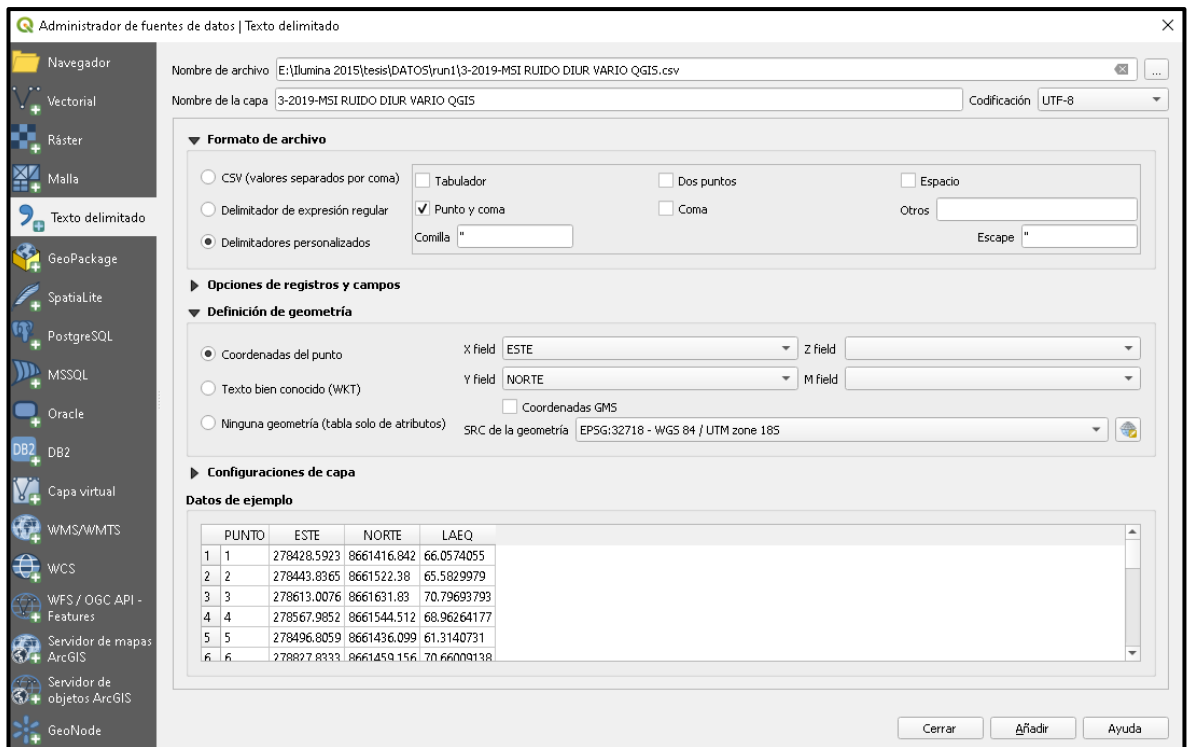 Administrador de fuentes de datos | Texto delimitado
Navegador
Vectorial
Ráster
Malla
Texto delimitado
GeoPackage
SpatiaLite
PostgreSQL
MSSQL
Oracle
DB2
DB2
Capa virtual
WMS/WMTS
WCS
WFS / OGC API -
Features
Servidor de mapas
ArcGIS
Servidor de
objetos ArcGIS
GeoNode
Nombre de archivo E:\Ilumina 2015\tesis\DATOS\run1\3-2019-MSI RUIDO DIUR VARIO QGIS.csv ...
Nombre de la capa 3-2019-MSI RUIDO DIUR VARIO QGIS Codificación UTF-8
Formato de archivo
CSV (valores separados por coma) Tabulador Dos puntos Espacio
Delimitador de expresión regular Punto y coma Coma Otros
Delimitadores personalizados Comilla " Escape "
Opciones de registros y campos
Definición de geometría
Coordenadas del punto X field ESTE Z field
Texto bien conocido (WKT) Y field NORTE M field
Coordenadas GMS
Ninguna geometría (tabla solo de atributos) SRC de la geometría EPSG:32718 - WGS 84 / UTM zone 18S
Configuraciones de capa
Datos de ejemplo
PUNTO ESTE NORTE LAEQ
1 1 278428.5923 8661416.842 66.0574055
2 2 278443.8365 8661522.38 65.5829979
3 3 278613.0076 8661631.83 70.79693793
4 4 278567.9852 8661544.512 68.96264177
5 5 278496.8059 8661436.099 61.3140731
6 6 278827.8333 8661459.156 70.66009138
Cerrar Añadir Ayuda